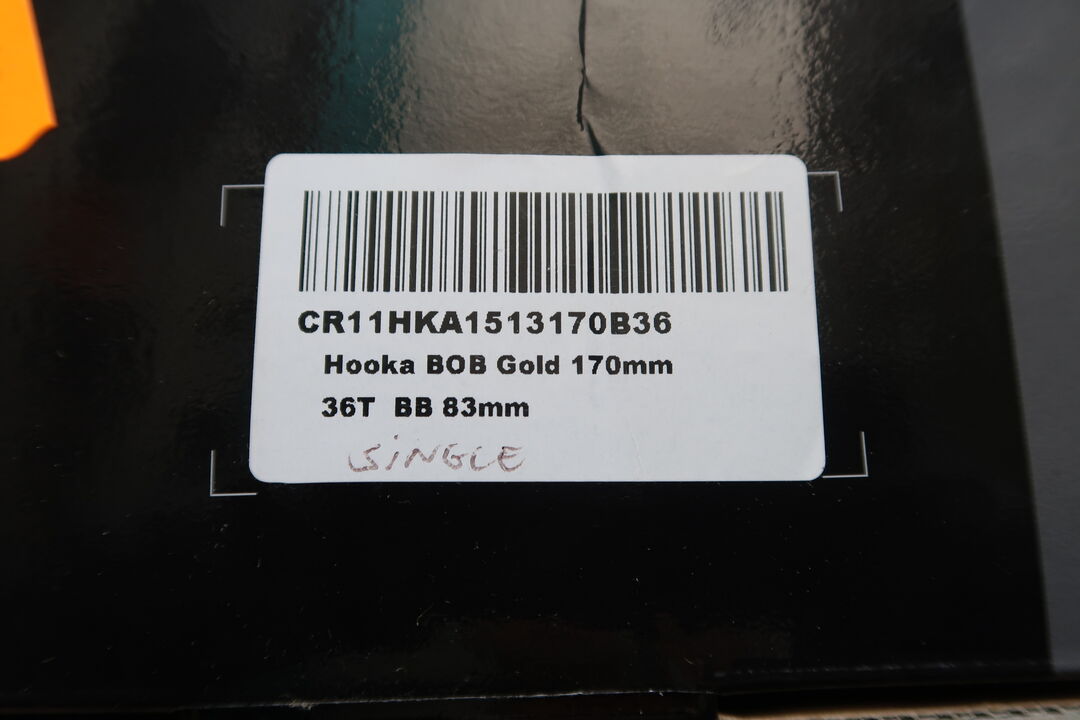 CR11HKA1513170B36
Hooka BOB Gold 170mm
36T BB 83mm
SiNGLE